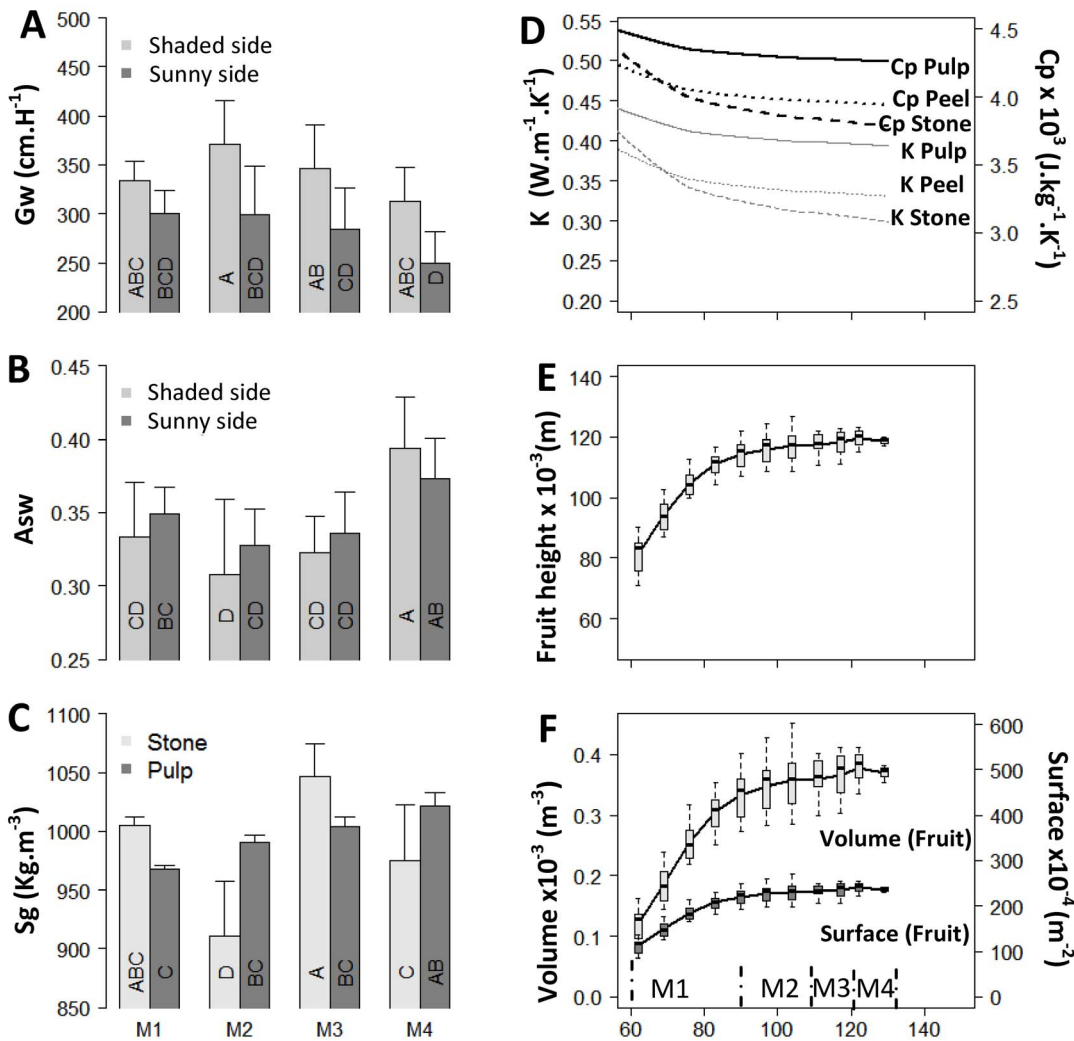 A
500
450
400
350
300
250
200
Gw (cm.H⁻¹)
Shaded side
Sunny side
ABC
BCD
A
BCD
AB
CD
ABC
D
B
0.45
0.40
0.35
0.30
0.25
Asw
Shaded side
Sunny side
CD
BC
D
CD
CD
CD
A
AB
C
1100
1050
1000
950
900
850
Sg (Kg.m⁻³)
Stone
Pulp
ABC
C
D
BC
A
BC
C
AB
M1 M2 M3 M4
D
0.55
0.50
0.45
0.40
0.35
0.30
0.25
0.20
K (W.m⁻¹.K⁻¹)
Cp Pulp
Cp Peel
Cp Stone
K Pulp
K Peel
K Stone
4.5
4.0
3.5
3.0
2.5
Cp x 10³ (J.kg⁻¹.K⁻¹)
E
140
120
100
80
60
Fruit height x 10⁻³(m)
F
0.4
0.3
0.2
0.1
0.0
Volume x10⁻³ (m⁻³)
Volume (Fruit)
Surface (Fruit)
M1 M2 M3 M4
600
500
400
300
200
100
0
Surface x10⁻⁴ (m⁻²)
60 80 100 120 140